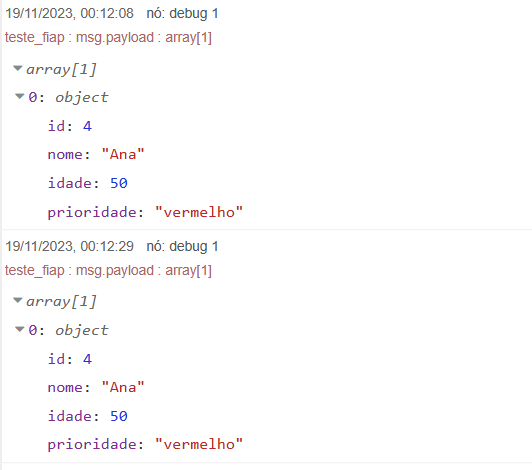 19/11/2023, 00:12:08 nó: debug 1
teste_fiap : msg.payload : array[1]
array[1]
0: object
id: 4
nome: "Ana"
idade: 50
prioridade: "vermelho"
19/11/2023, 00:12:29 nó: debug 1
teste_fiap : msg.payload : array[1]
array[1]
0: object
id: 4
nome: "Ana"
idade: 50
prioridade: "vermelho"